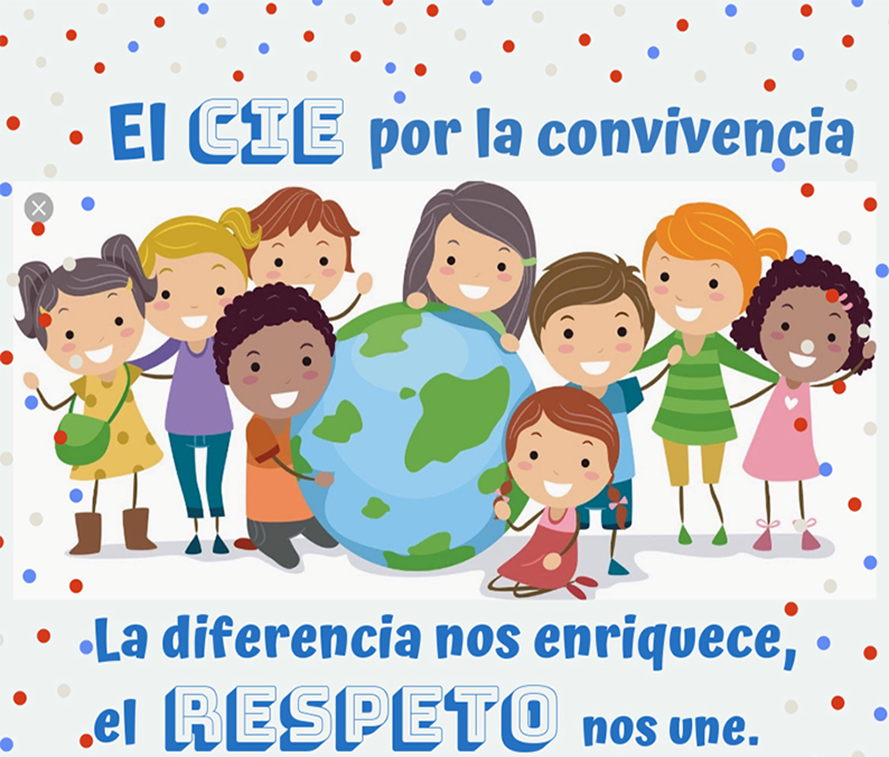 El CIE por la convivencia
La diferencia nos enriquece,
el RESPETO nos une.